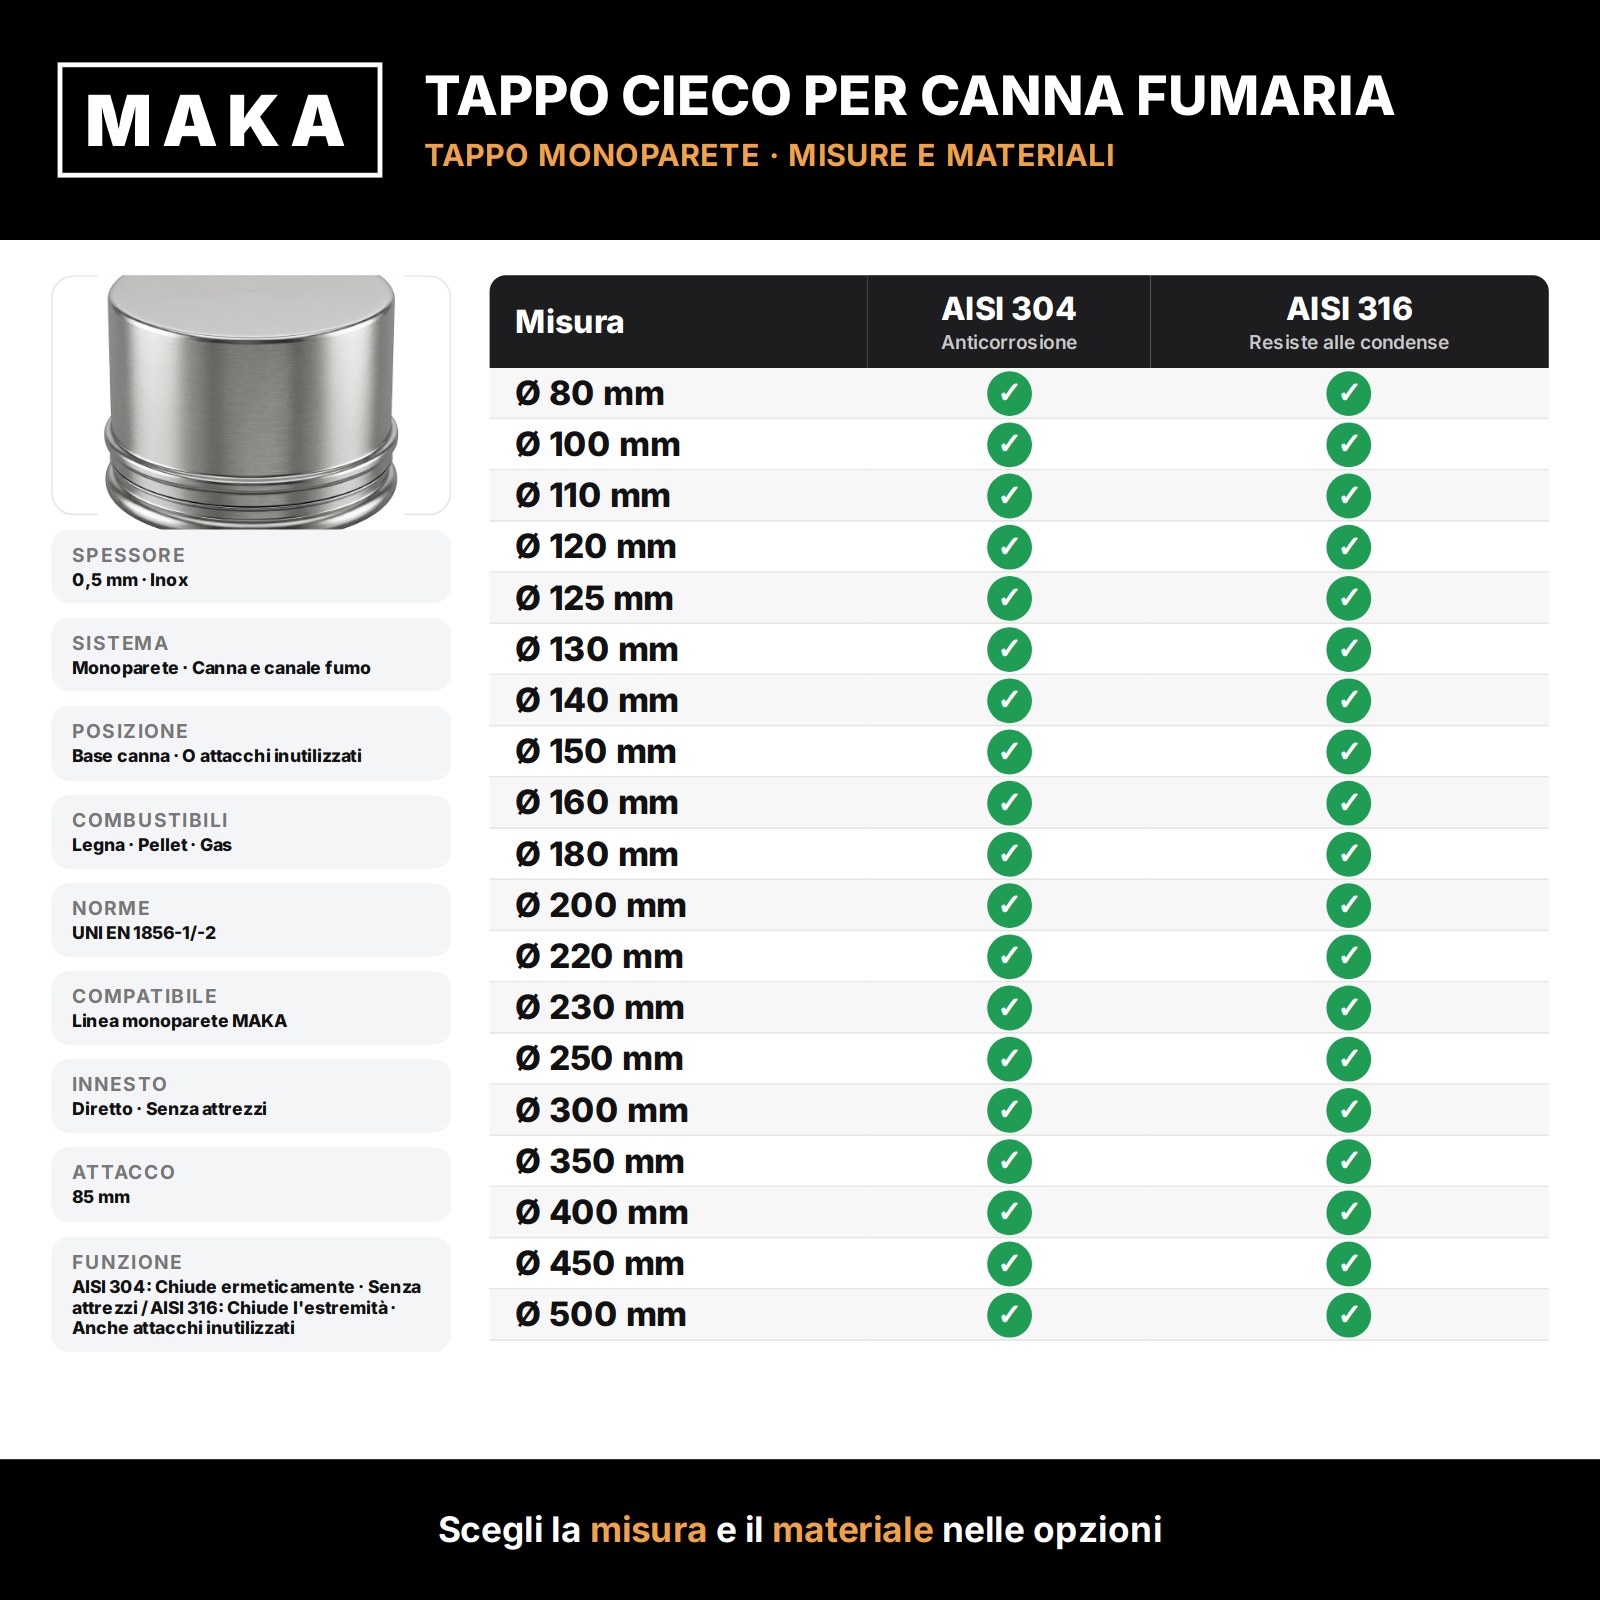 MAKA
TAPPO CIECO PER CANNA FUMARIA
TAPPO MONOPARETE · MISURE E MATERIALI
SPESSORE
0,5 mm · Inox
SISTEMA
Monoparete · Canna e canale fumo
POSIZIONE
Base canna · O attacchi inutilizzati
COMBUSTIBILI
Legna · Pellet · Gas
NORME
UNI EN 1856-1/-2
COMPATIBILE
Linea monoparete MAKA
INNESTO
Diretto · Senza attrezzi
ATTACCO
85 mm
FUNZIONE
AISI 304: Chiude ermeticamente · Senza
attrezzi / AISI 316: Chiude l'estremità ·
Anche attacchi inutilizzati
Misura AISI 304 AISI 316
Anticorrosione Resiste alle condense
Ø 80 mm ✓ ✓
Ø 100 mm ✓ ✓
Ø 110 mm ✓ ✓
Ø 120 mm ✓ ✓
Ø 125 mm ✓ ✓
Ø 130 mm ✓ ✓
Ø 140 mm ✓ ✓
Ø 150 mm ✓ ✓
Ø 160 mm ✓ ✓
Ø 180 mm ✓ ✓
Ø 200 mm ✓ ✓
Ø 220 mm ✓ ✓
Ø 230 mm ✓ ✓
Ø 250 mm ✓ ✓
Ø 300 mm ✓ ✓
Ø 350 mm ✓ ✓
Ø 400 mm ✓ ✓
Ø 450 mm ✓ ✓
Ø 500 mm ✓ ✓
Scegli la misura e il materiale nelle opzioni